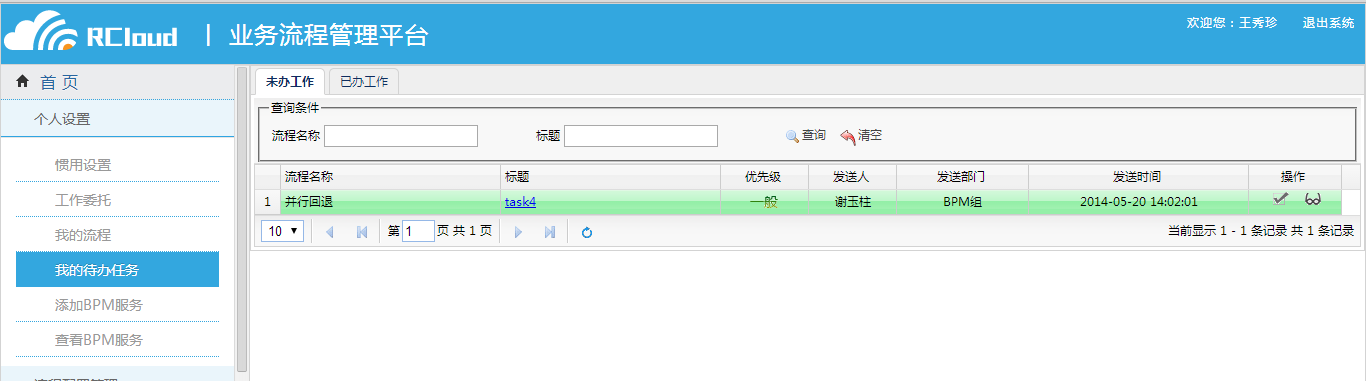 RCloud | 业务流程管理平台
欢迎您：王秀珍 退出系统
首 页
个人设置
惯用设置
工作委托
我的流程
我的待办任务
添加BPM服务
查看BPM服务
流程配置管理
未办工作 已办工作
查询条件
流程名称 标题 查询 清空
流程名称 标题 优先级 发送人 发送部门 发送时间 操作
1 并行回退 task4 一般 谢玉柱 BPM组 2014-05-20 14:02:01
10 第 1 页 共 1 页 当前显示 1 - 1 条记录 共 1 条记录